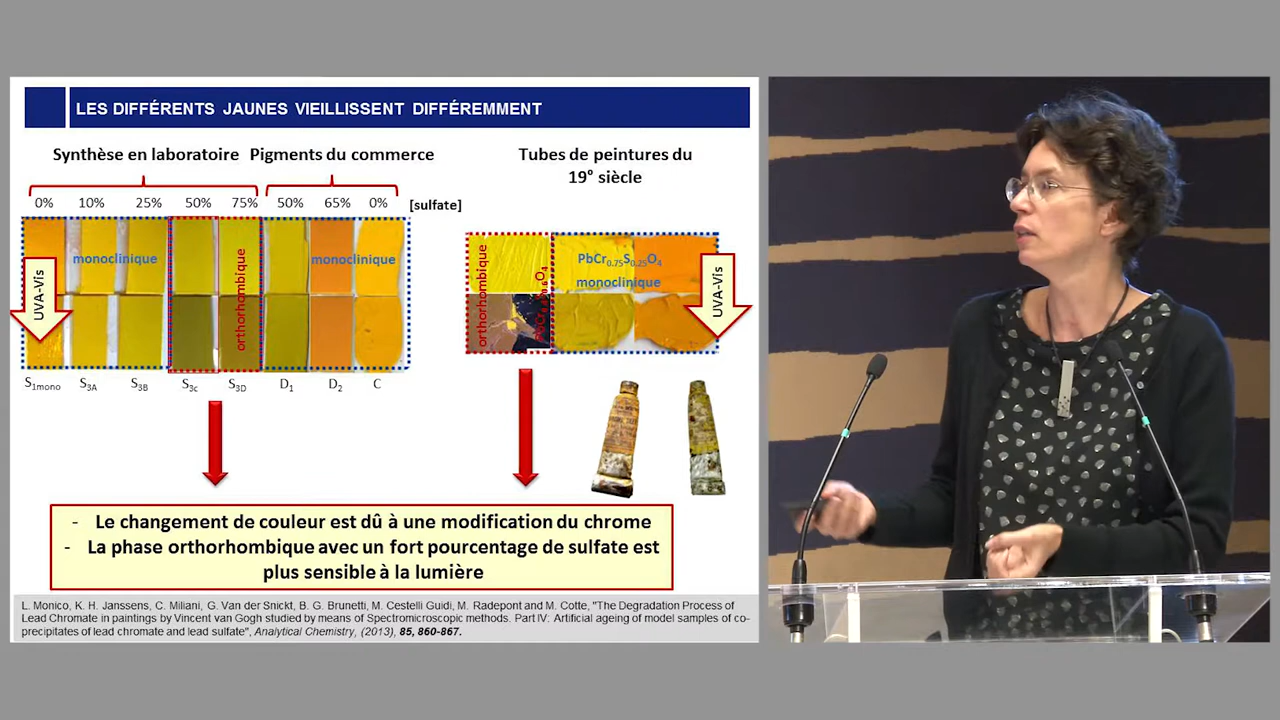 LES DIFFÉRENTS JAUNES VIEILLISSENT DIFFÉREMMENT
Synthèse en laboratoire Pigments du commerce
Tubes de peintures du
19° siècle
0% 10% 25% 50% 75% 50% 65% 0% [sulfate]
monoclinique
orthorhombique
monoclinique
UVA-Vis
S1mono S3A S3B S3c S3D D1 D2 C
orthorhombique
PbCr0.75S0.25O4
monoclinique
UVA-Vis
- Le changement de couleur est dû à une modification du chrome
- La phase orthorhombique avec un fort pourcentage de sulfate est
plus sensible à la lumière
L. Monico, K. H. Janssens, C. Miliani, G. Van der Snickt, B. G. Brunetti, M. Cestelli Guidi, M. Radepont and M. Cotte, "The Degradation Process of
Lead Chromate in paintings by Vincent van Gogh studied by means of Spectromicroscopic methods. Part IV: Artificial ageing of model samples of co-
precipitates of lead chromate and lead sulfate", Analytical Chemistry, (2013), 85, 860-867.